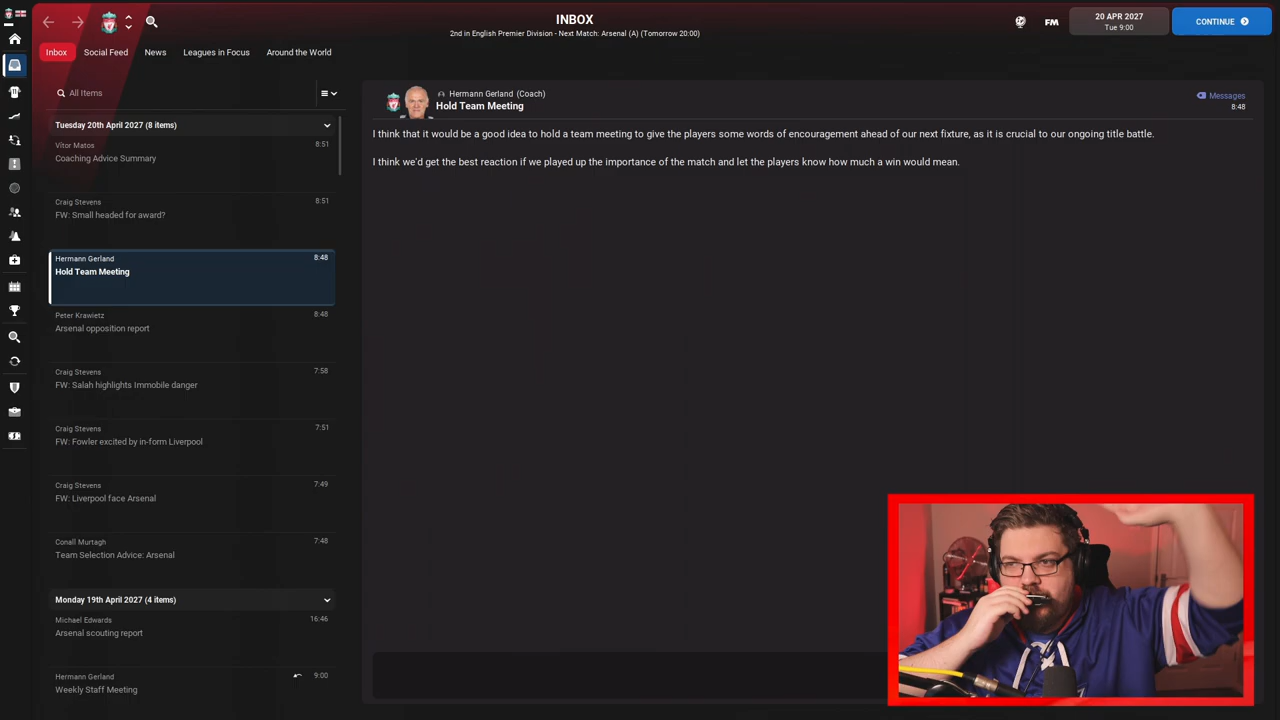 INBOX
2nd in English Premier Division - Next Match: Arsenal (A) (Tomorrow 20:00)
FM
20 APR 2027
Tue 9:00
CONTINUE
Inbox
Social Feed
News
Leagues in Focus
Around the World
All Items
Tuesday 20th April 2027 (8 items)
Vítor Matos
8:51
Coaching Advice Summary
Craig Stevens
8:51
FW: Small headed for award?
Hermann Gerland
8:48
Hold Team Meeting
Peter Krawietz
8:48
Arsenal opposition report
Craig Stevens
7:58
FW: Salah highlights Immobile danger
Craig Stevens
7:51
FW: Fowler excited by in-form Liverpool
Craig Stevens
7:49
FW: Liverpool face Arsenal
Conall Murtagh
7:48
Team Selection Advice: Arsenal
Monday 19th April 2027 (4 items)
Michael Edwards
16:46
Arsenal scouting report
Hermann Gerland
9:00
Weekly Staff Meeting
Hermann Gerland (Coach)
Hold Team Meeting
Messages
8:48
I think that it would be a good idea to hold a team meeting to give the players some words of encouragement ahead of our next fixture, as it is crucial to our ongoing title battle.
I think we'd get the best reaction if we played up the importance of the match and let the players know how much a win would mean.